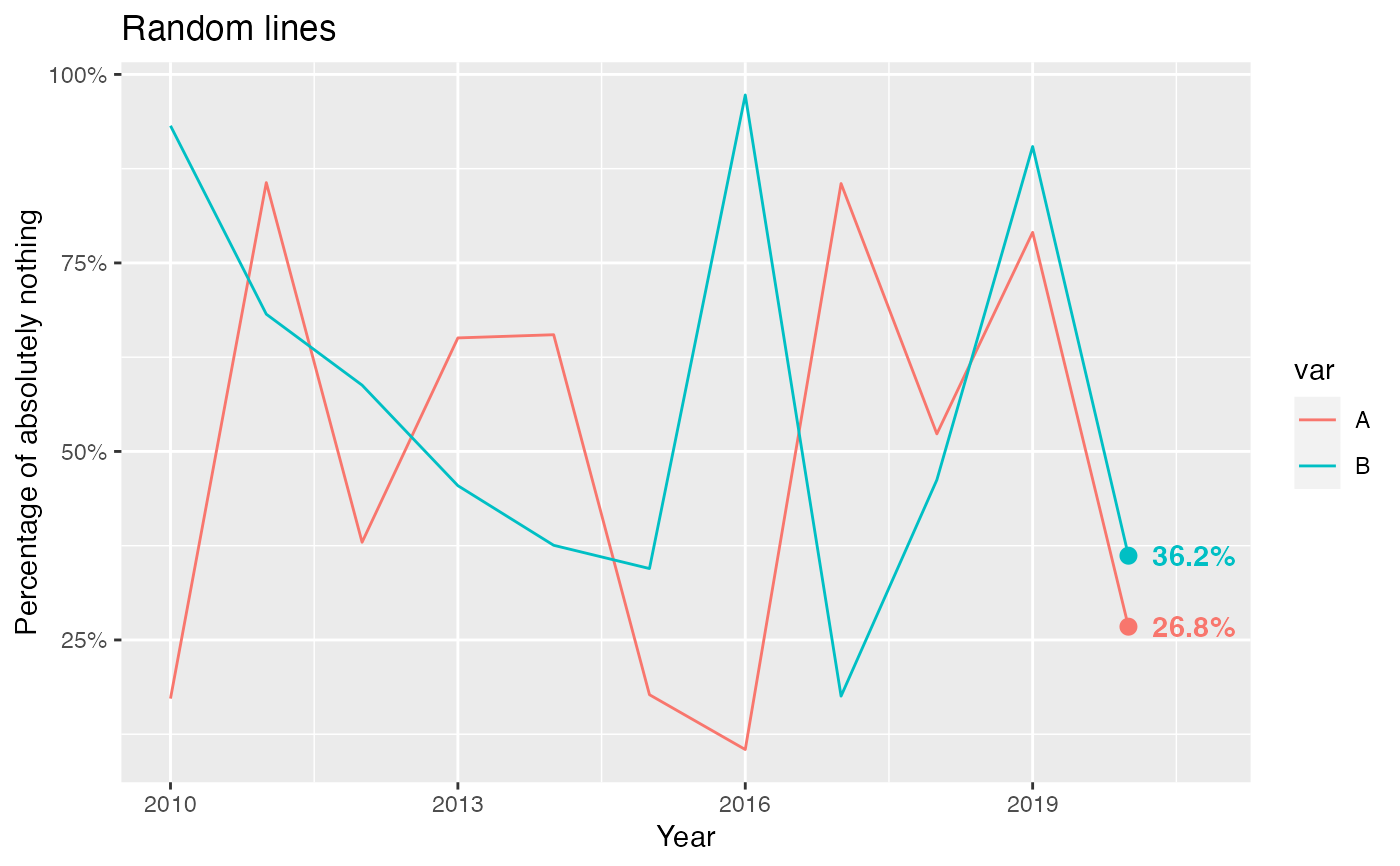 Random lines
Percentage of absolutely nothing
100%
75%
50%
25%
36.2%
26.8%
2010 2013 2016 2019
Year
var
A
B